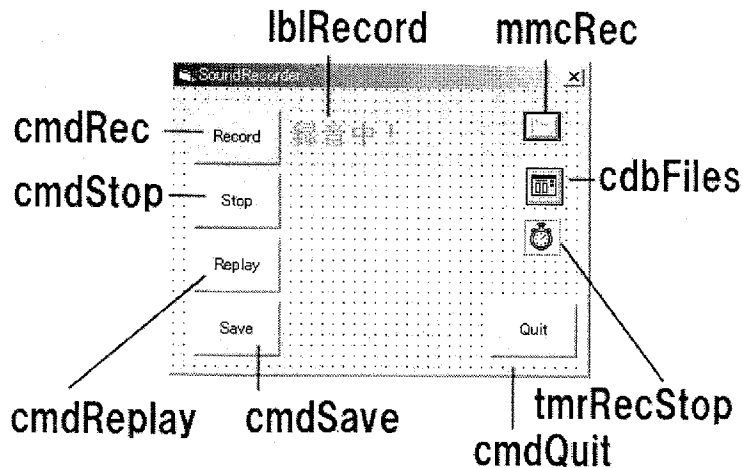 lblRecord mmcRec
SoundRecorder
cmdRec Record 録音中!
cdbFiles
cmdStop Stop
Replay
Save Quit
cmdReplay cmdSave tmrRecStop
cmdQuit